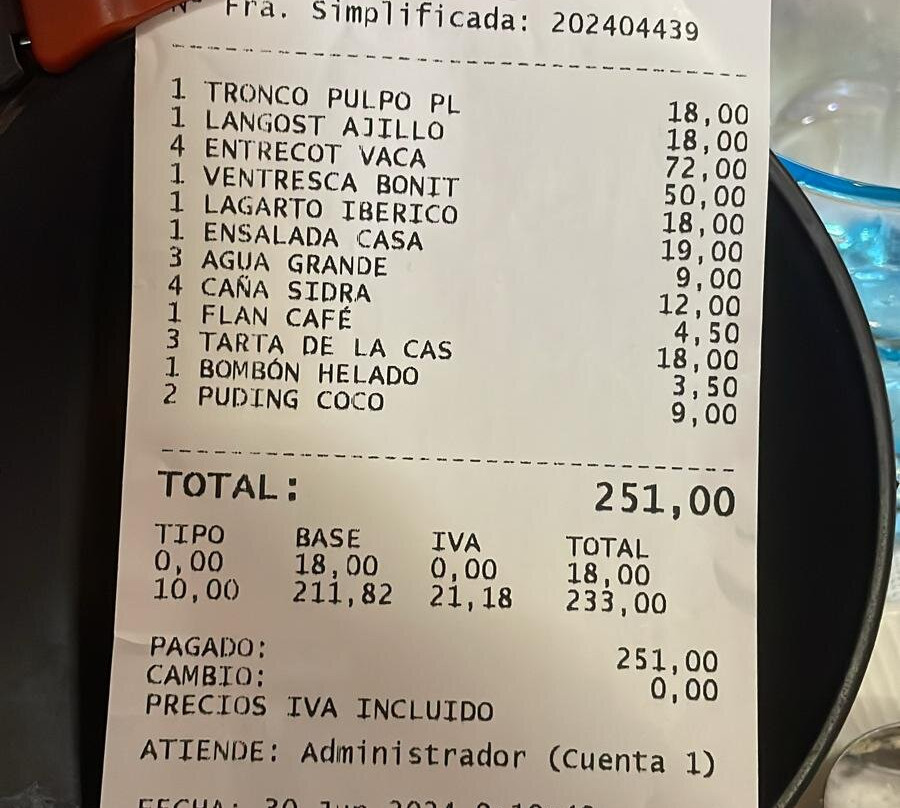 Nº Fra. Simplificada: 202404439
1 TRONCO PULPO PL 18,00
1 LANGOST AJILLO 18,00
4 ENTRECOT VACA 72,00
1 VENTRESCA BONIT 50,00
1 LAGARTO IBERICO 18,00
1 ENSALADA CASA 19,00
3 AGUA GRANDE 9,00
4 CAÑA SIDRA 12,00
1 FLAN CAFÉ 4,50
3 TARTA DE LA CAS 18,00
1 BOMBÓN HELADO 3,50
2 PUDING COCO 9,00
TOTAL: 251,00
TIPO BASE IVA TOTAL
0,00 18,00 0,00 18,00
10,00 211,82 21,18 233,00
PAGADO: 251,00
CAMBIO: 0,00
PRECIOS IVA INCLUIDO
ATIENDE: Administrador (Cuenta 1)
FECHA: 30 Jun 2024